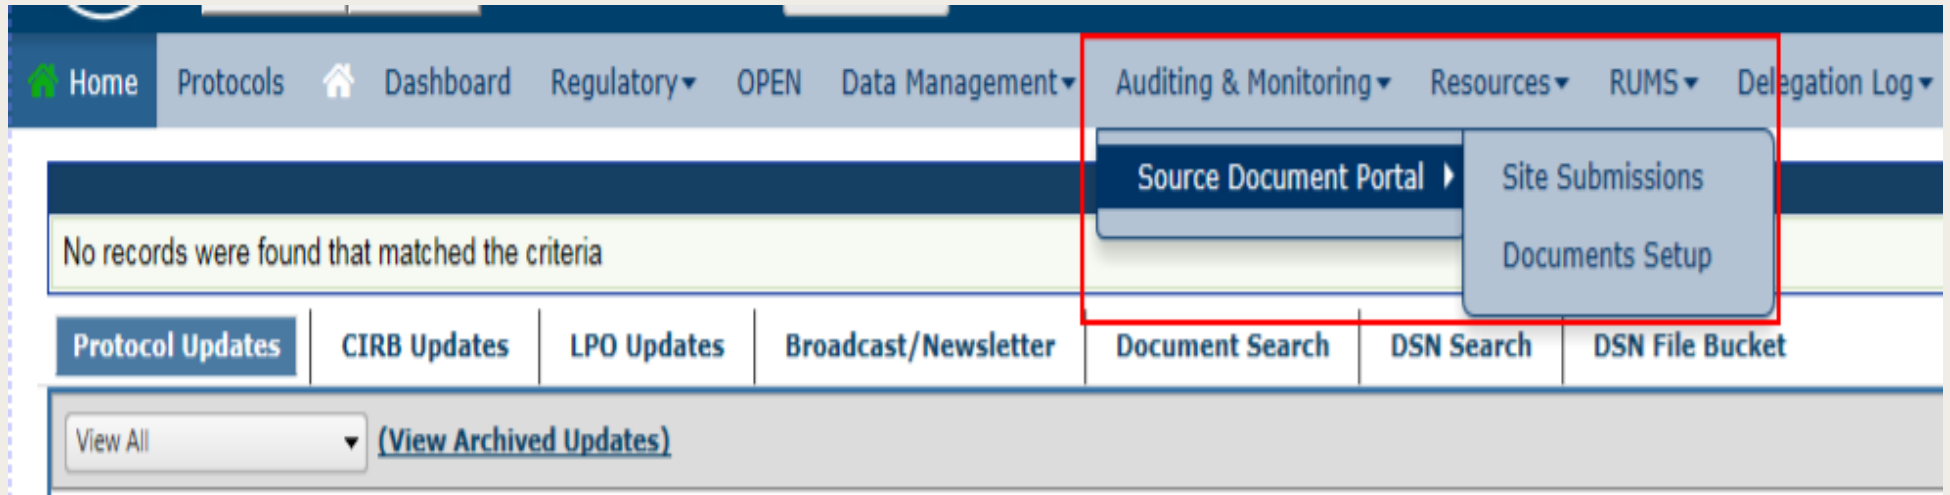 Home Protocols Dashboard Regulatory OPEN Data Management Auditing & Monitoring Resources RUMS Delegation Log
Source Document Portal Site Submissions
Documents Setup
No records were found that matched the criteria
Protocol Updates CIRB Updates LPO Updates Broadcast/Newsletter Document Search DSN Search DSN File Bucket
View All (View Archived Updates)